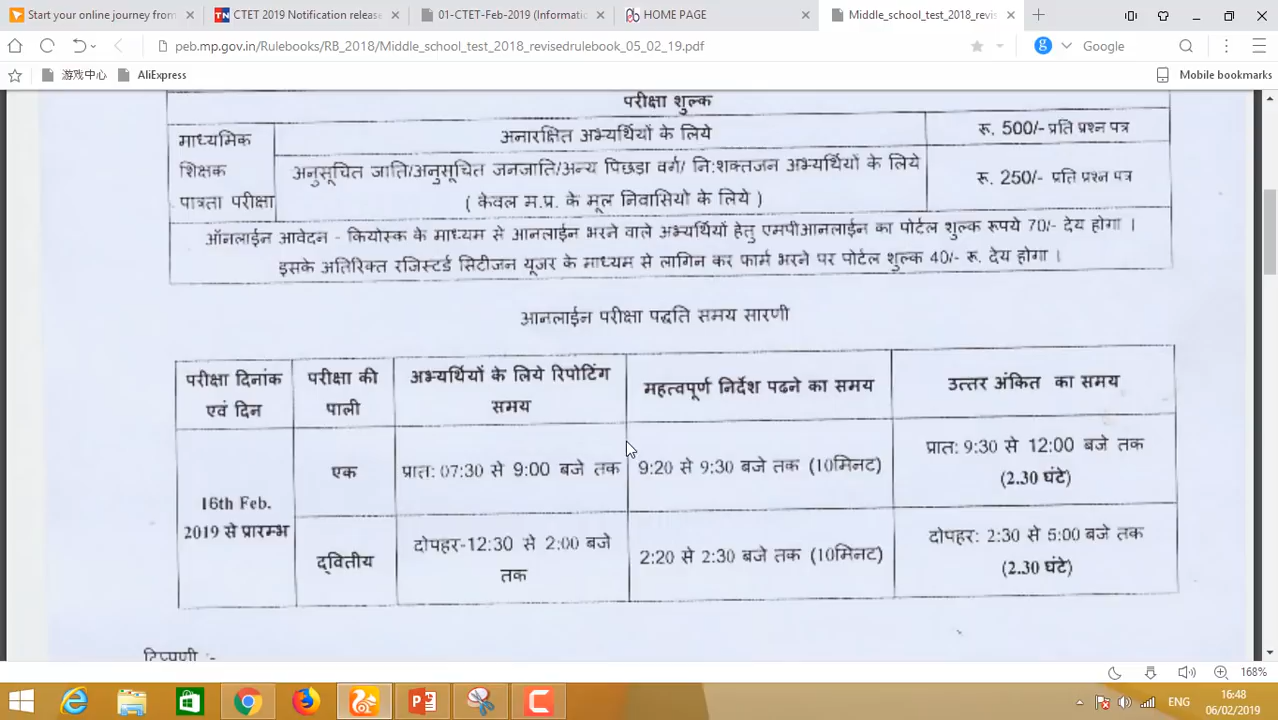 Start your online journey from
CTET 2019 Notification release
01-CTET-Feb-2019 (Informatic
HOME PAGE
Middle_school_test_2018_revis
peb.mp.gov.in/Rulebooks/RB_2018/Middle_school_test_2018_revisedrulebook_05_02_19.pdf
Google
游戏中心
AliExpress
Mobile bookmarks
परीक्षा शुल्क
माध्यमिक
शिक्षक
पात्रता परीक्षा
अनारक्षित अभ्यर्थियों के लिये
रू. 500/- प्रति प्रश्न पत्र
अनुसूचित जाति/अनुसूचित जनजाति/अन्य पिछड़ा वर्ग/ नि:शक्तजन अभ्यर्थियों के लिये
( केवल म.प्र. के मूल निवासियो के लिये )
रू. 250/- प्रति प्रश्न पत्र
ऑनलाईन आवेदन - कियोस्क के माध्यम से आनलाईन भरने वाले अभ्यर्थियों हेतु एमपीआनलाईन का पोर्टल शुल्क रूपये 70/- देय होगा ।
इसके अतिरिक्त रजिस्टर्ड सिटीजन यूजर के माध्यम से लागिन कर फार्म भरने पर पोर्टल शुल्क 40/- रू. देय होगा ।
आनलाईन परीक्षा पद्धति समय सारणी
परीक्षा दिनांक
एवं दिन
परीक्षा की
पाली
अभ्यर्थियों के लिये रिपोर्टिंग
समय
महत्वपूर्ण निर्देश पढने का समय
उत्तर अंकित का समय
16th Feb.
2019 से प्रारम्भ
एक
प्रात: 07:30 से 9:00 बजे तक
9:20 से 9:30 बजे तक (10मिनट)
प्रात: 9:30 से 12:00 बजे तक
(2.30 घंटे)
द्वितीय
दोपहर-12:30 से 2:00 बजे
तक
2:20 से 2:30 बजे तक (10मिनट)
दोपहर: 2:30 से 5:00 बजे तक
(2.30 घंटे)
टिप्पणी :-
168%
ENG
16:48
06/02/2019